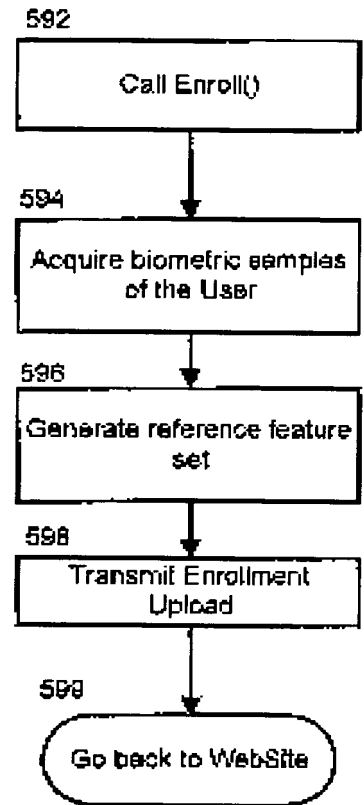 592
Call Enroll()
594
Acquire biometric samples
of the User
596
Generate reference feature
set
598
Transmit Enrollment
Upload
599
Go back to WebSite